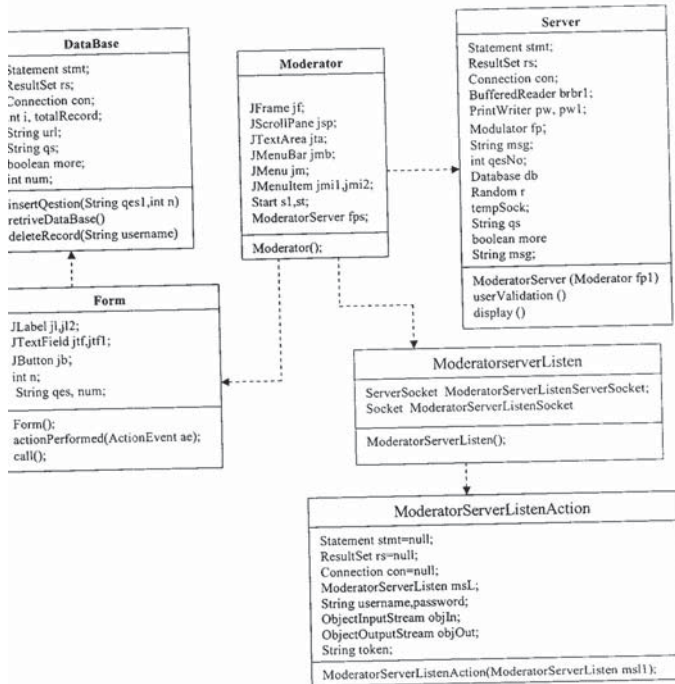 DataBase
Statement stmt;
ResultSet rs;
Connection con;
int i, totalRecord;
String url;
String qs;
boolean more;
int num;
insertQestion(String qes1,int n)
retriveDataBase()
deleteRecord(String username)
Form
JLabel jl,jl2;
JTextField jtf,jtf1;
JButton jb;
int n;
String qes, num;
Form();
actionPerformed(ActionEvent ae);
call();
Moderator
JFrame jf;
JScrollPane jsp;
JTextArea jta;
JMenuBar jmb;
JMenu jm;
JMenuItem jmi1,jmi2;
Start s1,st;
ModeratorServer fps;
Moderator();
Server
Statement stmt;
ResultSet rs;
Connection con;
BufferedReader brbr1;
PrintWriter pw, pw1;
Modulator fp;
String msg;
int qesNo;
Database db
Random r
tempSock;
String qs
boolean more
String msg;
ModeratorServer (Moderator fp1)
userValidation ()
display ()
ModeratorserverListen
ServerSocket ModeratorServerListenServerSocket;
Socket ModeratorServerListenSocket
ModeratorServerListen();
ModeratorServerListenAction
Statement stmt=null;
ResultSet rs=null;
Connection con=null;
ModeratorServerListen msL;
String username,password;
ObjectInputStream objIn;
ObjectOutputStream objOut;
String token;
ModeratorServerListenAction(ModeratorServerListen msl1);